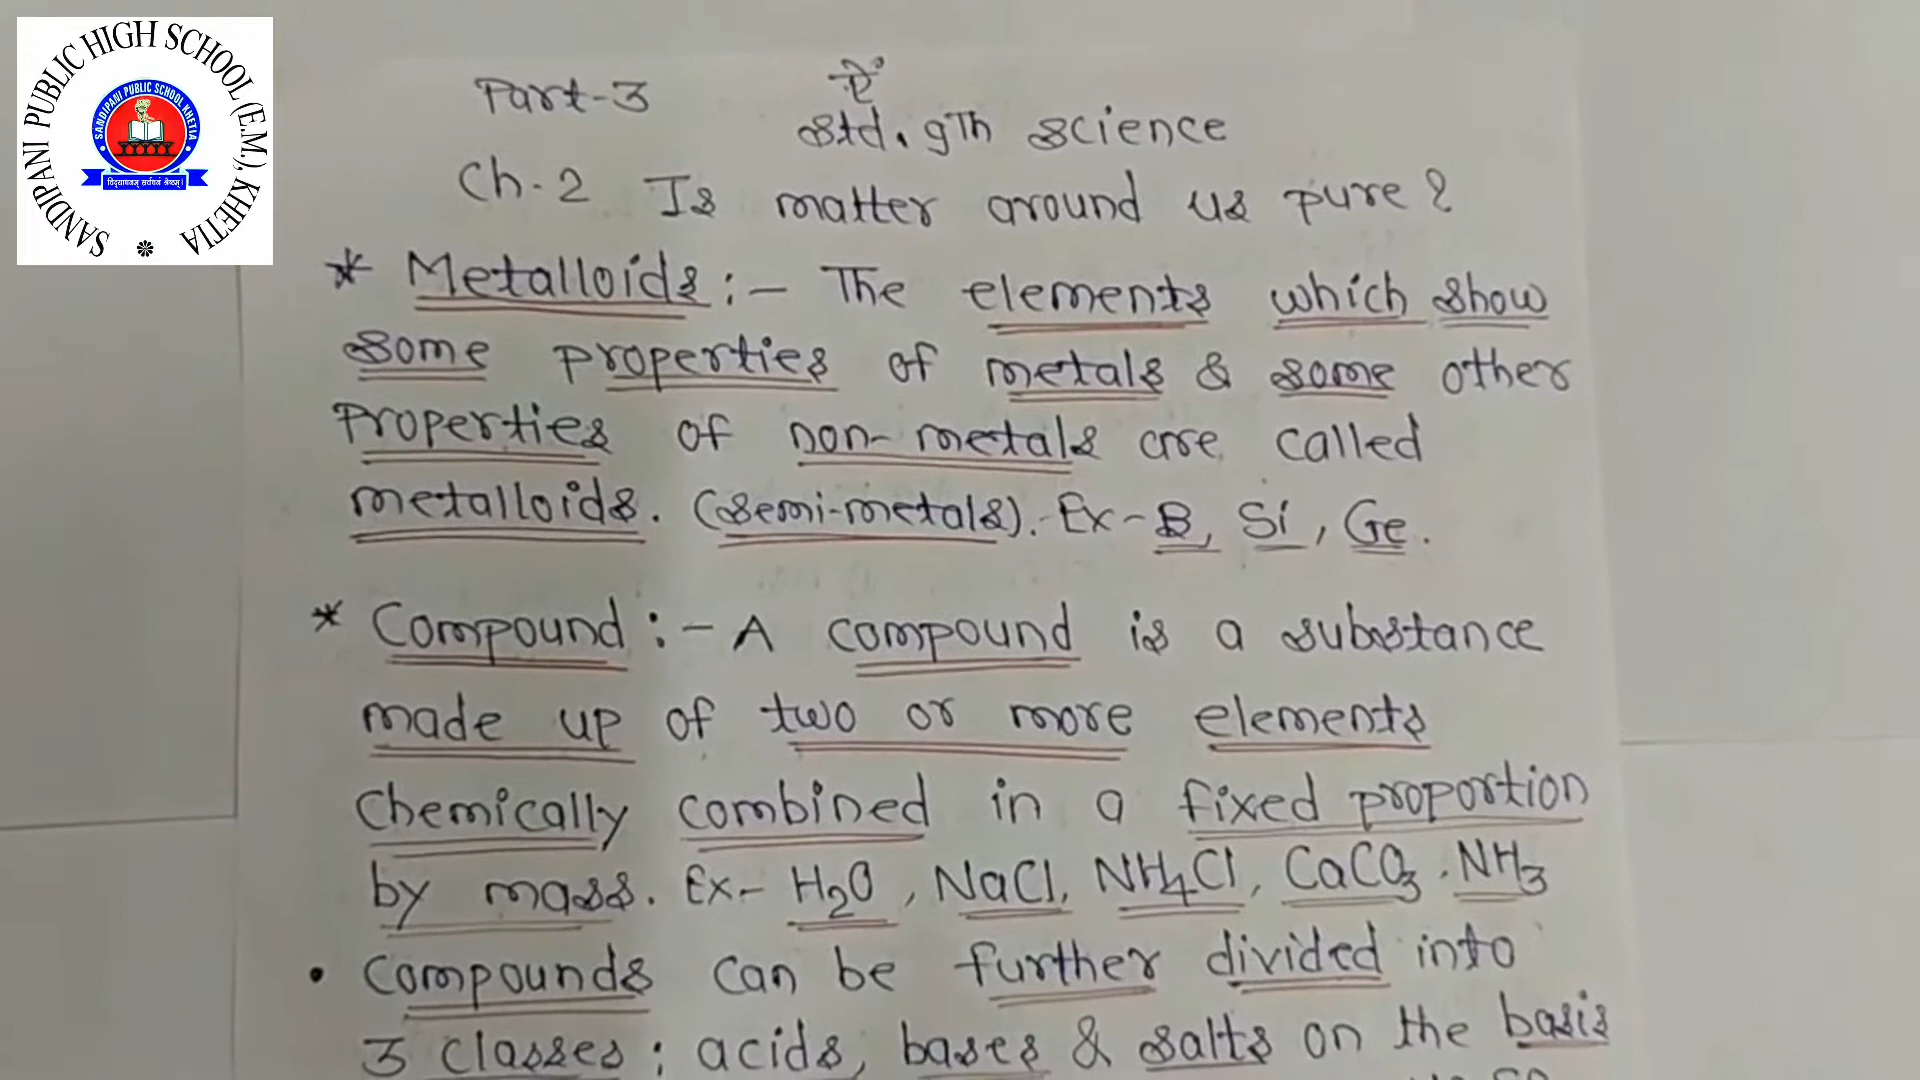 SANDIPANI PUBLIC HIGH SCHOOL (E.M.), KHETIA
SANDIPANI PUBLIC SCHOOL KHETIA
Part-3
ऐं
Std. 9th Science
Ch-2 Is matter around us pure?
* Metalloids :- The elements which show
some properties of metals & some other
Properties of non-metals are called
metalloids. (semi-metals). Ex- B, Si, Ge.
* Compound :- A compound is a substance
made up of two or more elements
Chemically combined in a fixed proportion
by mass. Ex- H2O, NaCl, NH4Cl, CaCO3, NH3
• Compounds can be further divided into
3 classes; acids, bases & salts on the basis